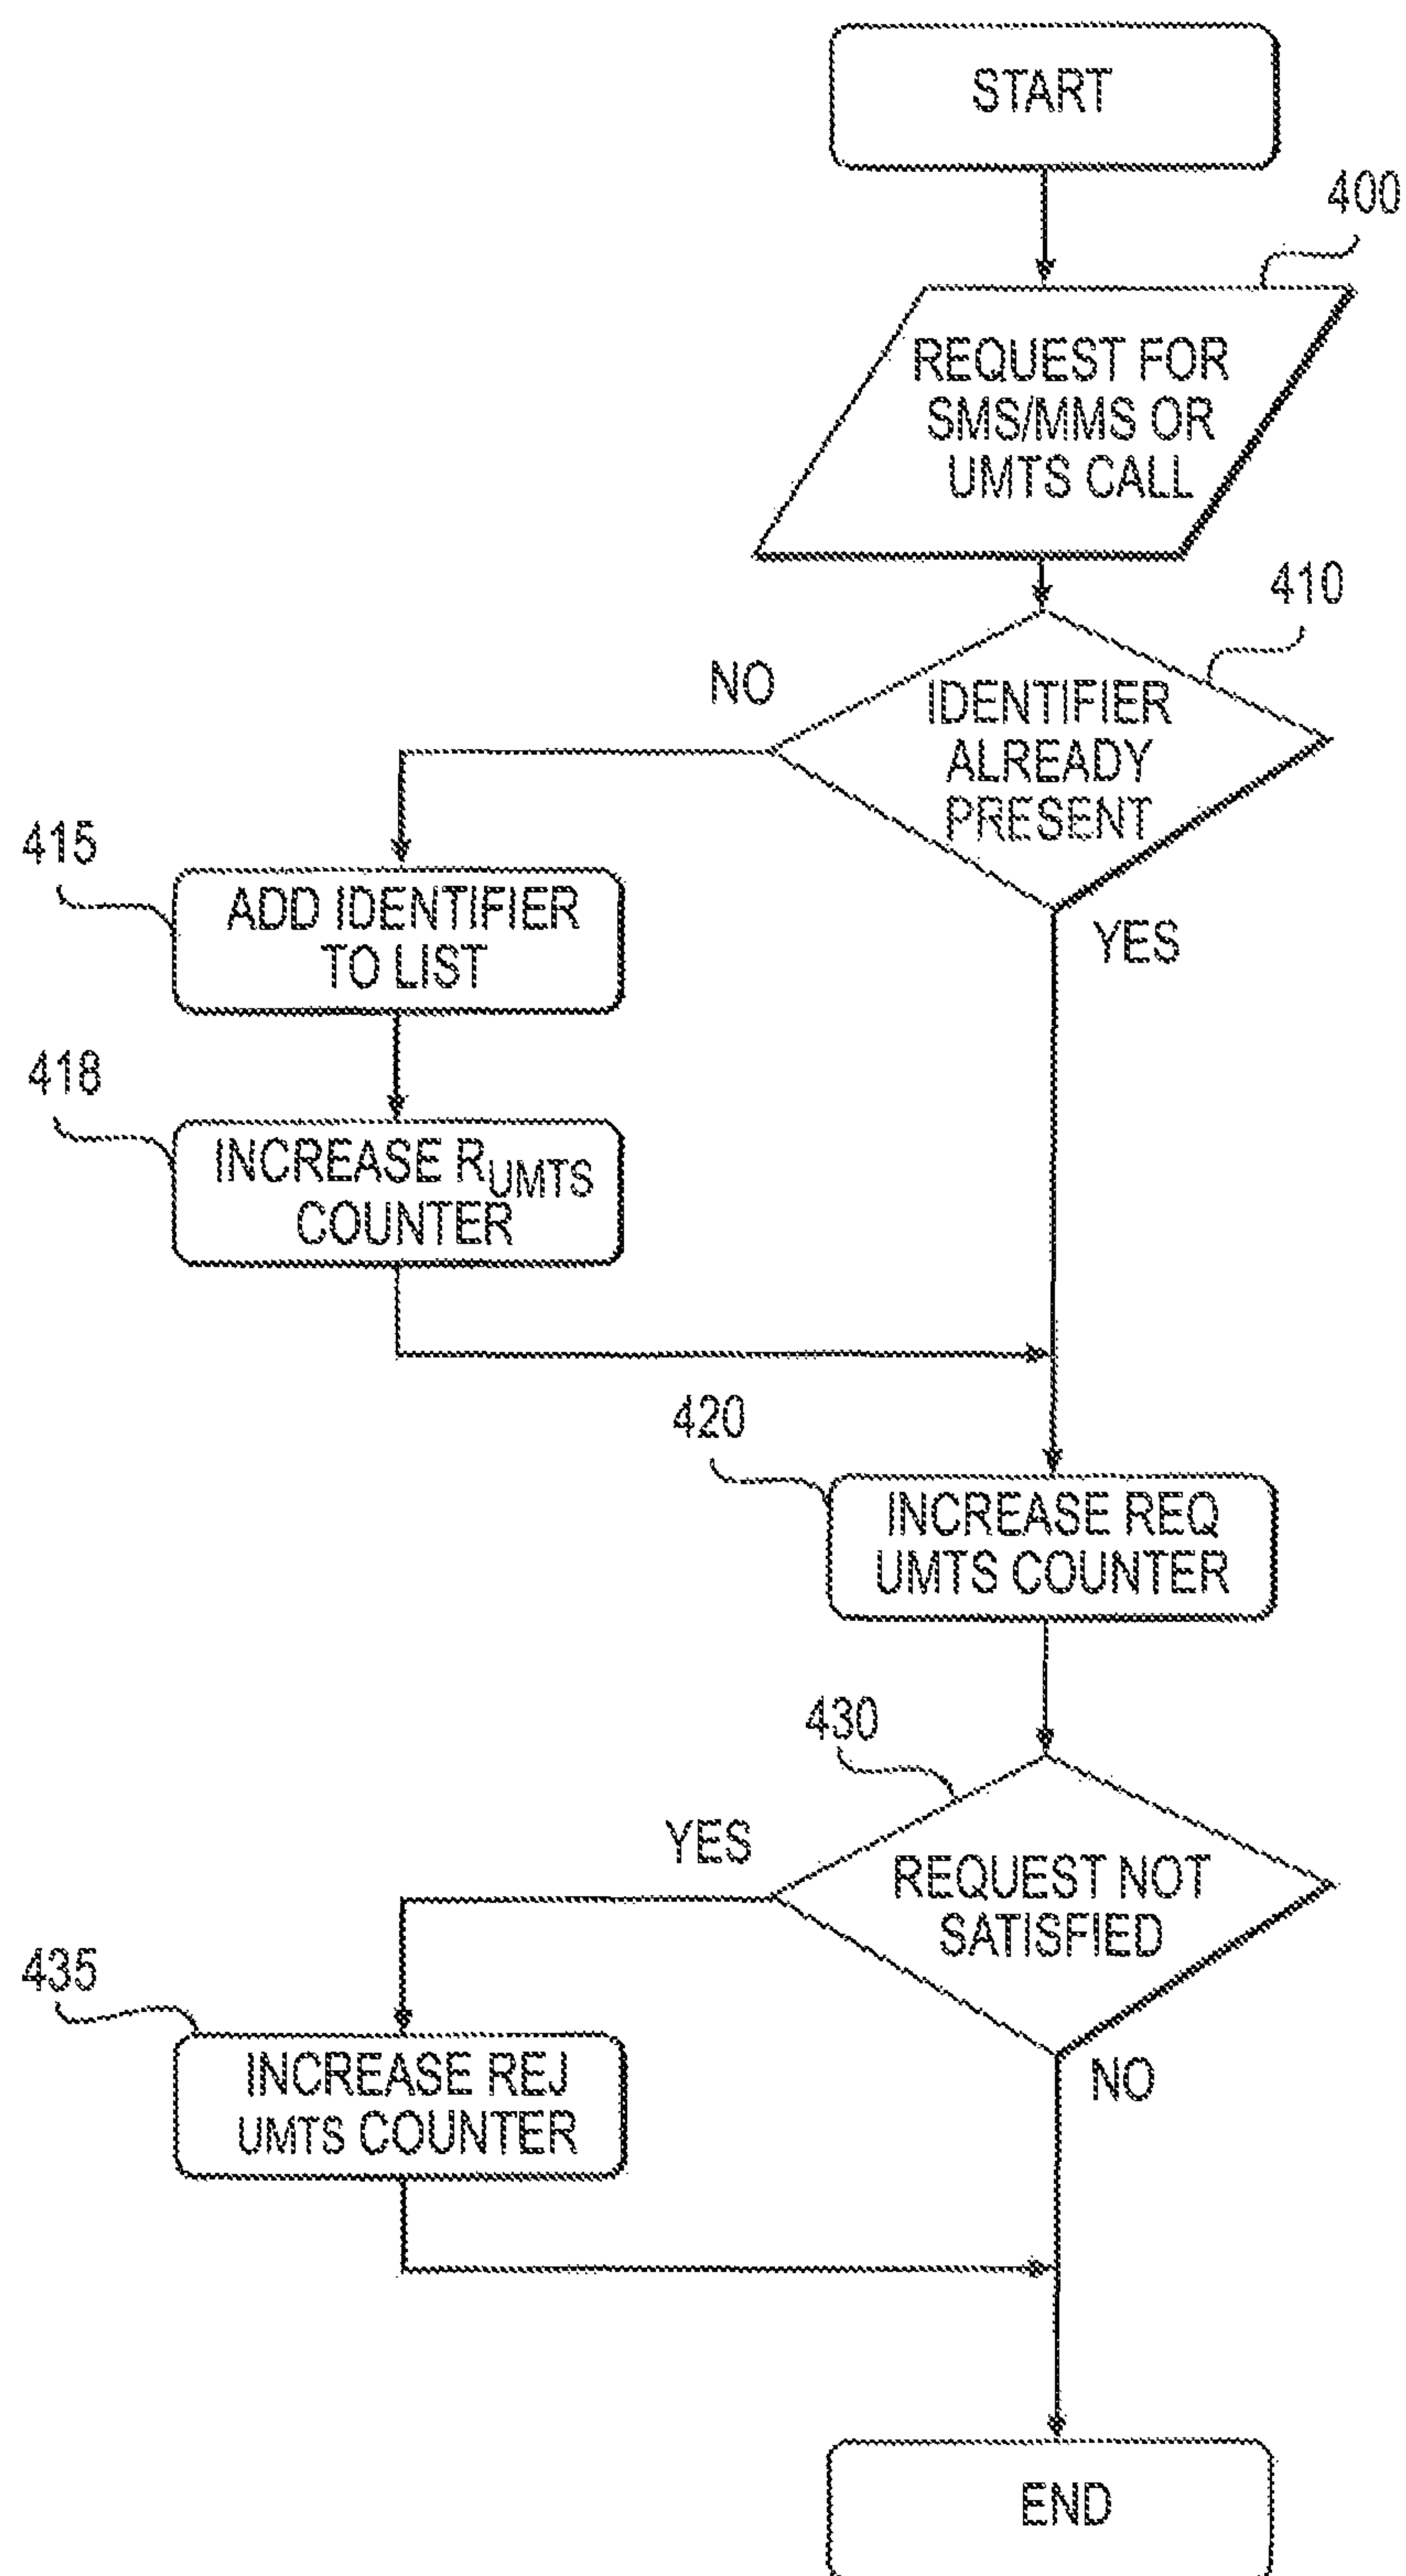 START
400
REQUEST FOR
SMS/MMS OR
UMTS CALL
410
NO
IDENTIFIER
ALREADY
PRESENT
YES
415
ADD IDENTIFIER
TO LIST
418
INCREASE RUMTS
COUNTER
420
INCREASE REQ
UMTS COUNTER
430
YES
REQUEST NOT
SATISFIED
NO
435
INCREASE REJ
UMTS COUNTER
END